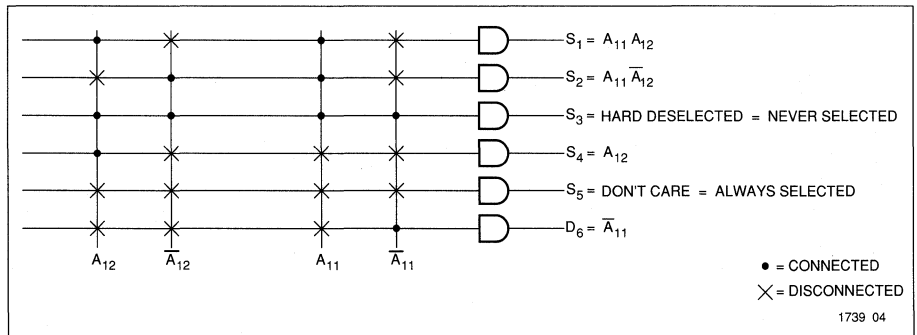 S₁ = A₁₁ A₁₂
S₂ = A₁₁ A̅₁₂
S₃ = HARD DESELECTED = NEVER SELECTED
S₄ = A₁₂
S₅ = DON'T CARE = ALWAYS SELECTED
D₆ = A̅₁₁
A₁₂ A̅₁₂ A₁₁ A̅₁₁
● = CONNECTED
✕ = DISCONNECTED
1739 04